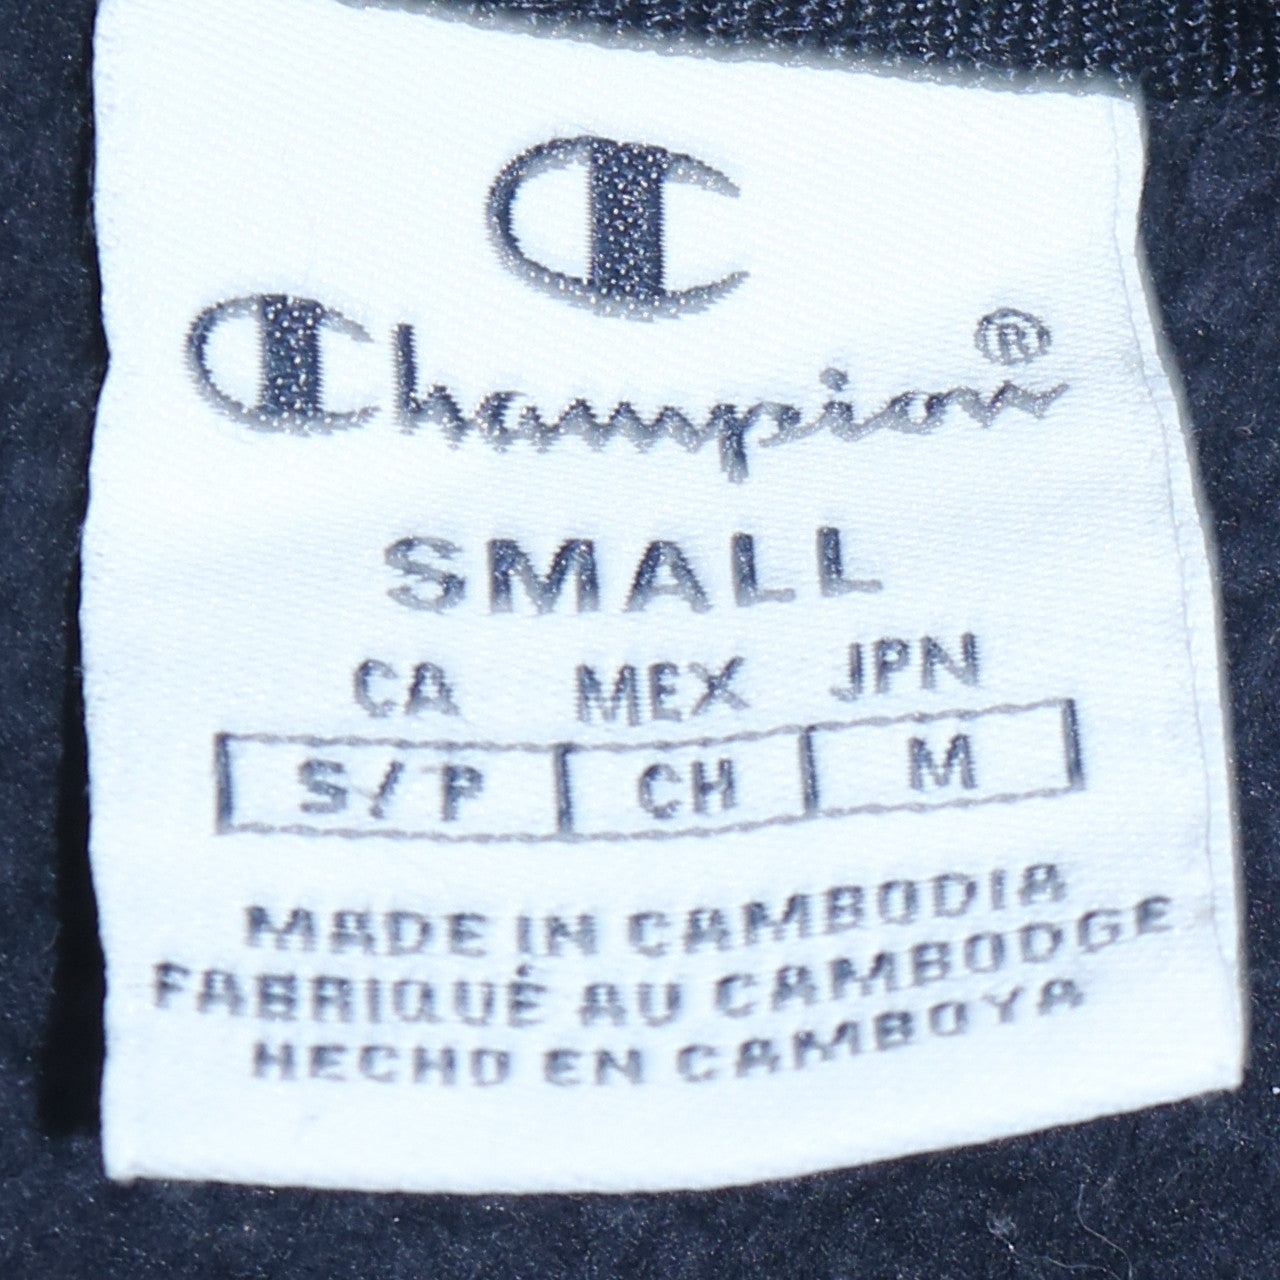 C
Champion ®
SMALL
CA MEX JPN
S/P CH M
MADE IN CAMBODIA
FABRIQUÉ AU CAMBODGE
HECHO EN CAMBOYA